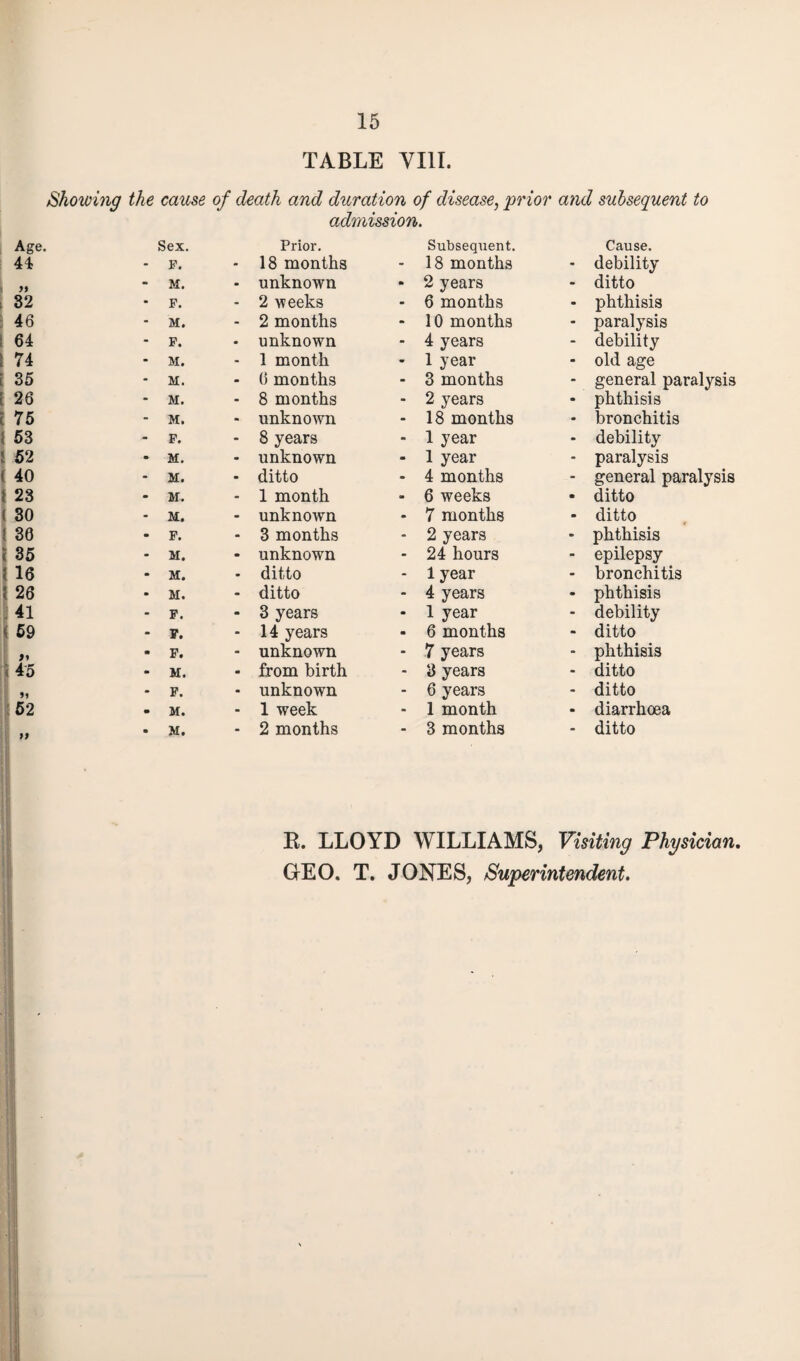 15
TABLE VIII.
Showing the cause of death and duration of disease, prior and subsequent to
admission.
Age. Sex. Prior. Subsequent. Cause.
44 - F. - 18 months - 18 months - debility
„ - M. - unknown - 2 years - ditto
32 - F. - 2 weeks - 6 months - phthisis
46 - M. - 2 months - 10 months - paralysis
64 - F. - unknown - 4 years - debility
74 - M. - 1 month - 1 year - old age
35 - M. - 6 months - 3 months - general paralysis
26 - M. - 8 months - 2 years - phthisis
75 - M. - unknown - 18 months - bronchitis
53 - F. - 8 years - 1 year - debility
52 - M. - unknown - 1 year - paralysis
40 - M. - ditto - 4 months - general paralysis
23 - M. - 1 month - 6 weeks - ditto
30 - M. - unknown - 7 months - ditto
36 - F. - 3 months - 2 years - phthisis
35 - M. - unknown - 24 hours - epilepsy
16 - M. - ditto - 1 year - bronchitis
26 - M. - ditto - 4 years - phthisis
41 - F. - 3 years - 1 year - debility
59 - F. - 14 years - 6 months - ditto
„ - F. - unknown - 7 years - phthisis
45 - M. - from birth - 3 years - ditto
„ - F. - unknown - 6 years - ditto
52 - M. - 1 week - 1 month - diarrhœa
„ - M. - 2 months - 3 months - ditto
R. LLOYD WILLIAMS, Visiting Physician.
GEO. T. JONES, Superintendent.